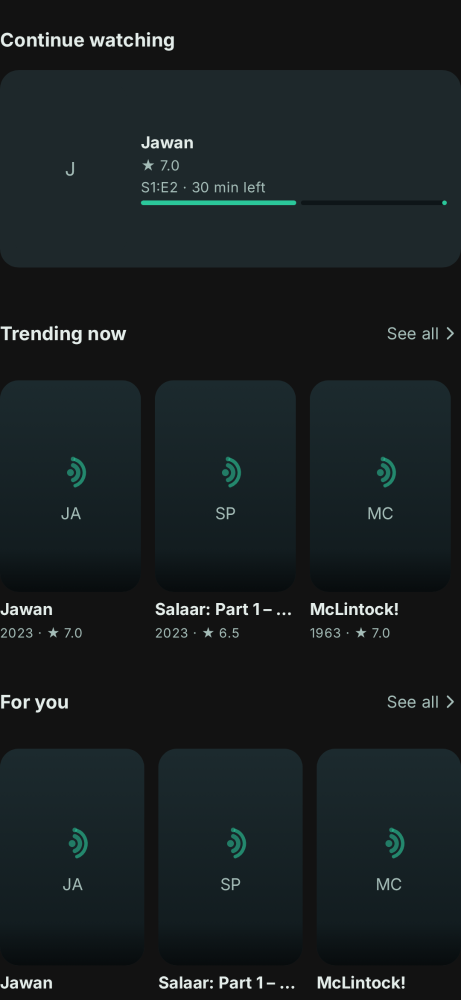 Continue watching
J
Jawan
★ 7.0
S1:E2 · 30 min left
Trending now
See all >
JA
SP
MC
Jawan
Salaar: Part 1 – ...
McLintock!
2023 · ★ 7.0
2023 · ★ 6.5
1963 · ★ 7.0
For you
See all >
JA
SP
MC
Jawan
Salaar: Part 1 – ...
McLintock!